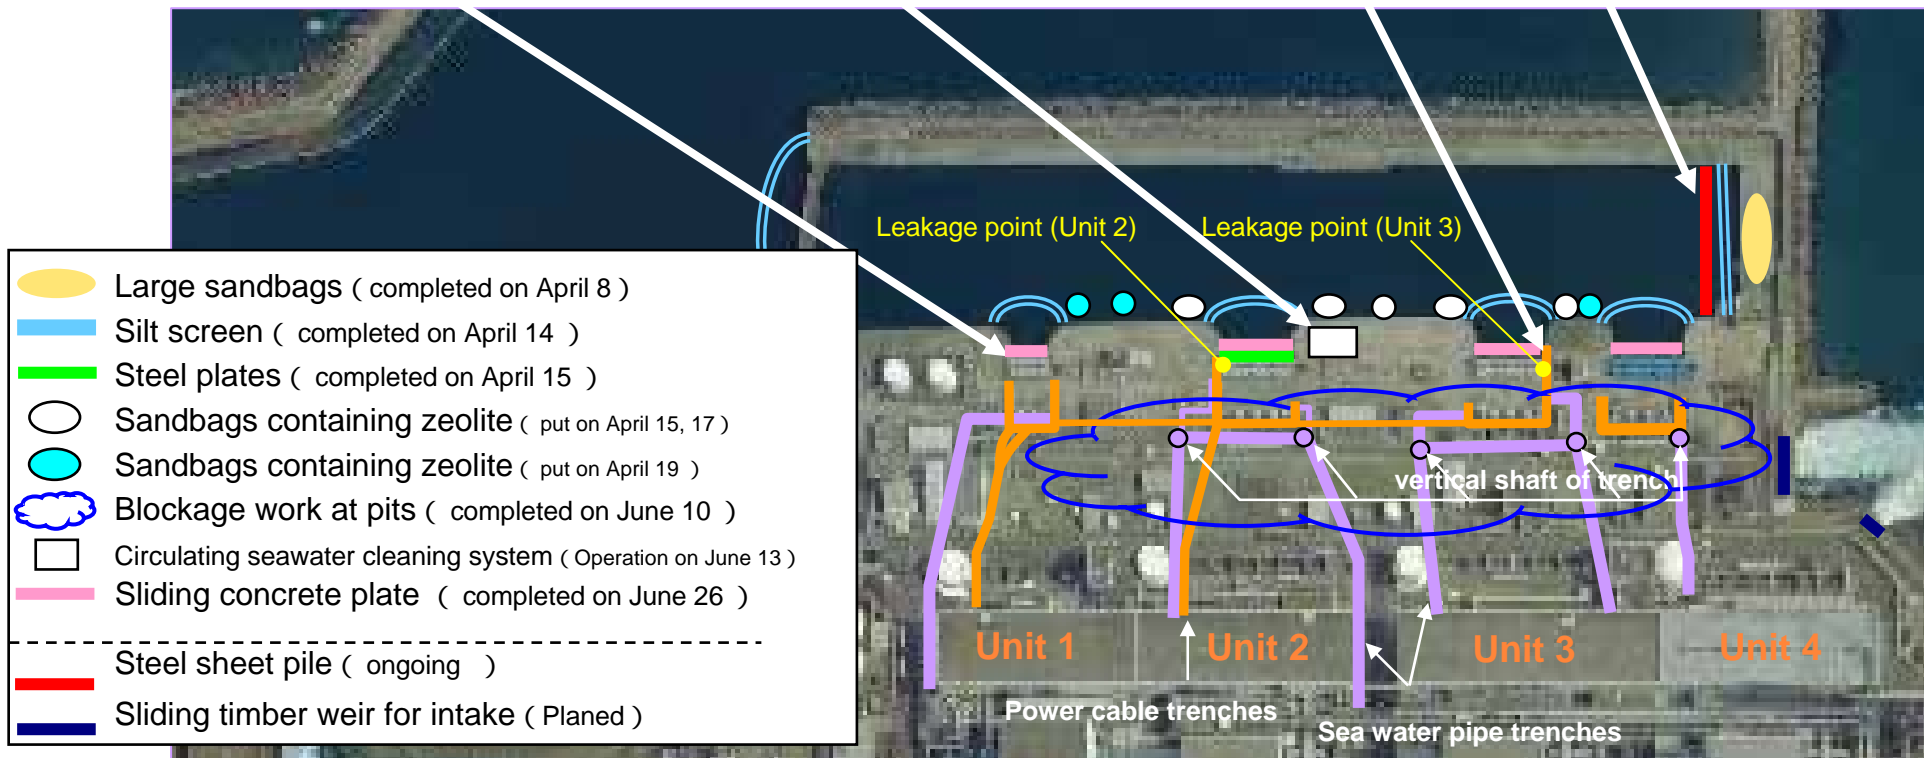 Leakage point (Unit 2)
Leakage point (Unit 3)
Large sandbags ( completed on April 8 )
Silt screen ( completed on April 14 )
Steel plates ( completed on April 15 )
Sandbags containing zeolite ( put on April 15, 17 )
Sandbags containing zeolite ( put on April 19 )
Blockage work at pits ( completed on June 10 )
Circulating seawater cleaning system ( Operation on June 13 )
Sliding concrete plate ( completed on June 26 )
Steel sheet pile ( ongoing )
Sliding timber weir for intake ( Planed )
vertical shaft of trench
Unit 1
Unit 2
Unit 3
Unit 4
Power cable trenches
Sea water pipe trenches